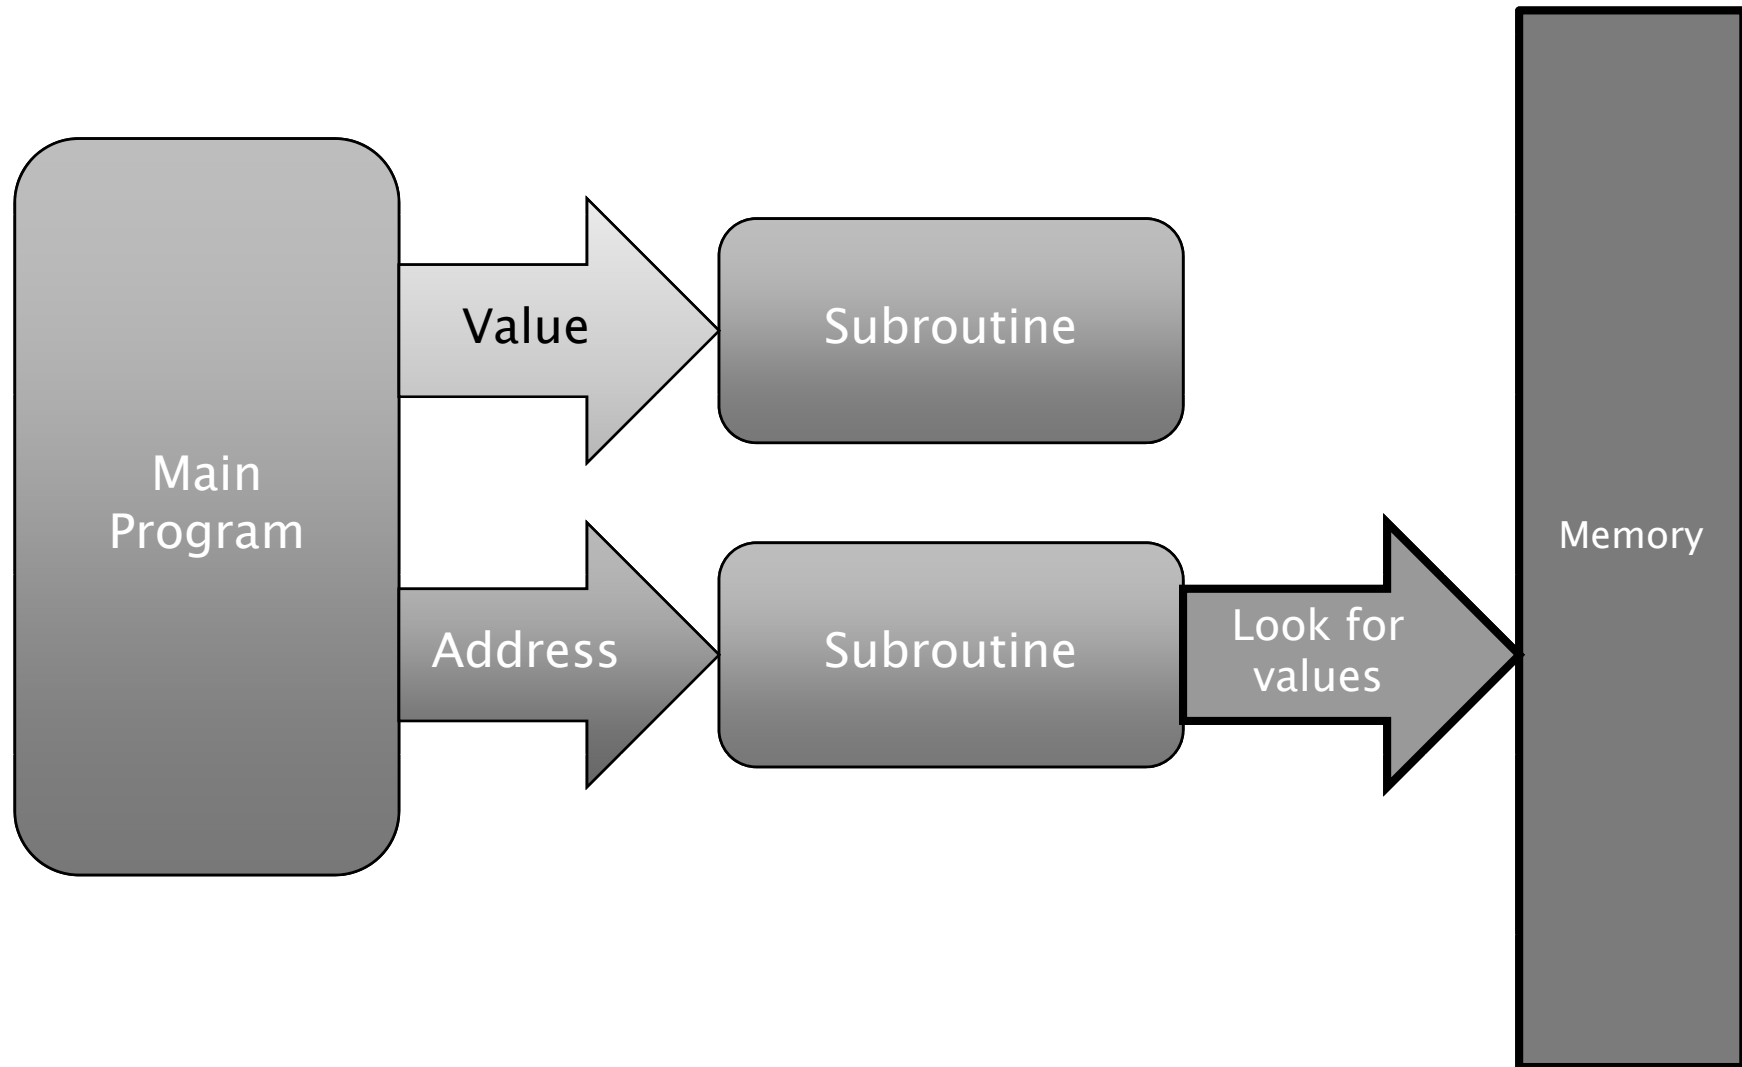 Main
Program
Value
Subroutine
Address
Subroutine
Look for
values
Memory